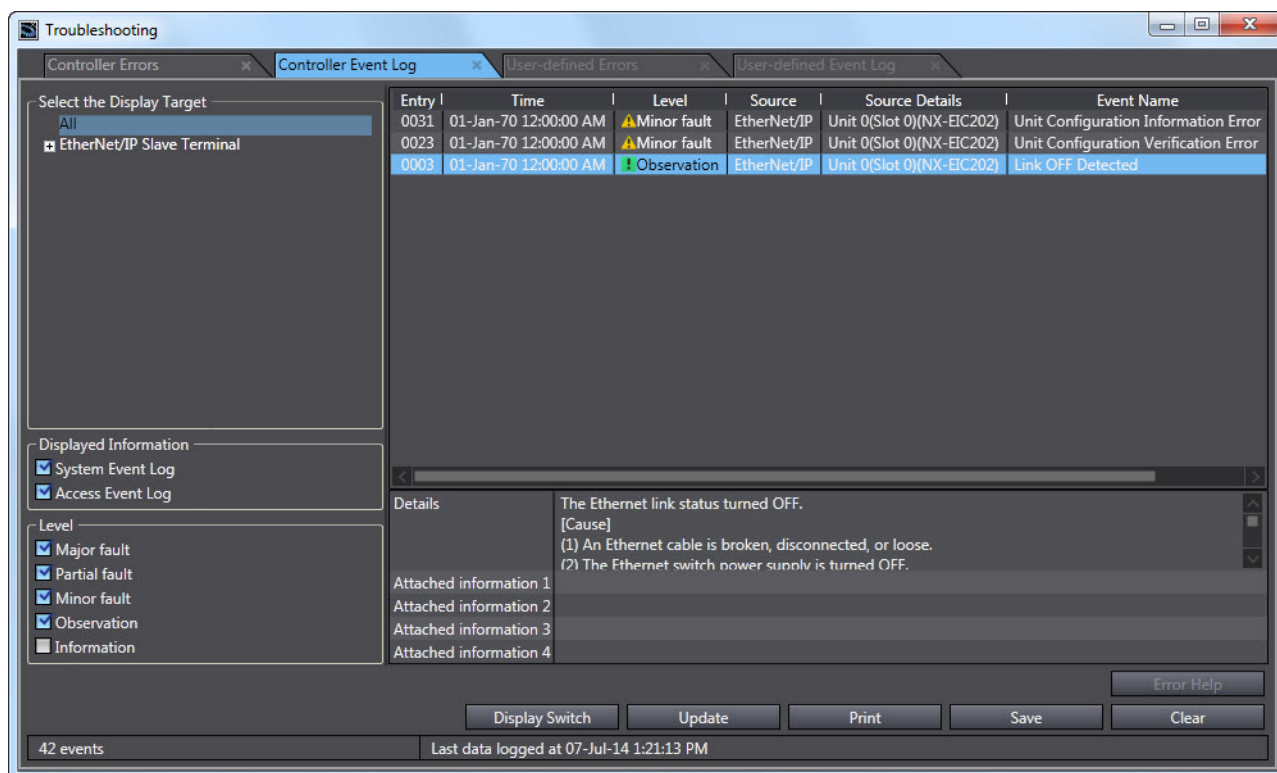 Troubleshooting
Controller Errors
Controller Event Log
User-defined Errors
User-defined Event Log
Select the Display Target
All
EtherNet/IP Slave Terminal
Entry Time Level Source Source Details Event Name
0031 01-Jan-70 12:00:00 AM Minor fault EtherNet/IP Unit 0(Slot 0)(NX-EIC202) Unit Configuration Information Error
0023 01-Jan-70 12:00:00 AM Minor fault EtherNet/IP Unit 0(Slot 0)(NX-EIC202) Unit Configuration Verification Error
0003 01-Jan-70 12:00:00 AM Observation EtherNet/IP Unit 0(Slot 0)(NX-EIC202) Link OFF Detected
Displayed Information
System Event Log
Access Event Log
Level
Major fault
Partial fault
Minor fault
Observation
Information
Details The Ethernet link status turned OFF.
[Cause]
(1) An Ethernet cable is broken, disconnected, or loose.
(2) The Ethernet switch power supply is turned OFF.
Attached information 1
Attached information 2
Attached information 3
Attached information 4
Error Help
Display Switch Update Print Save Clear
42 events Last data logged at 07-Jul-14 1:21:13 PM